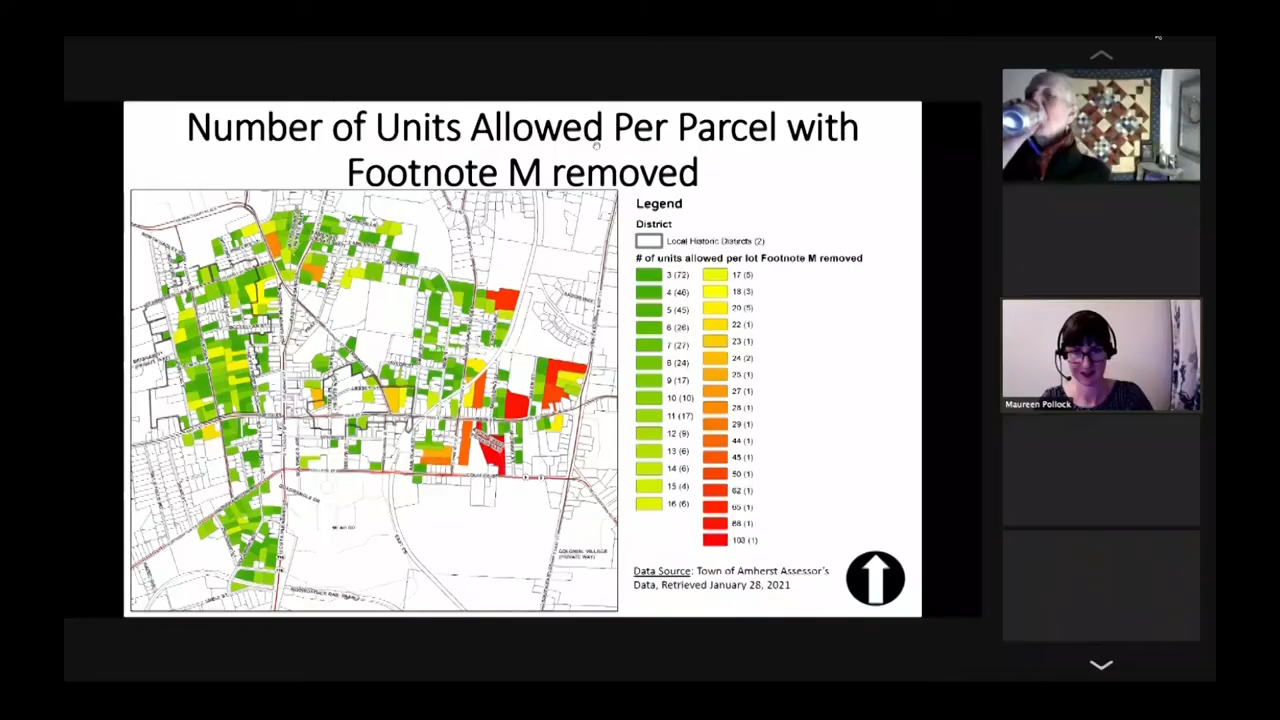 Number of Units Allowed Per Parcel with
Footnote M removed
Legend
District
Local Historic Districts (2)
# of units allowed per lot Footnote M removed
3 (72)
4 (46)
5 (45)
6 (26)
7 (27)
8 (24)
9 (17)
10 (10)
11 (17)
12 (9)
13 (6)
14 (6)
15 (4)
16 (6)
17 (5)
18 (3)
20 (5)
22 (1)
23 (1)
24 (2)
25 (1)
27 (1)
28 (1)
29 (1)
44 (1)
45 (1)
50 (1)
62 (1)
65 (1)
68 (1)
103 (1)
COLONIAL VILLAGE
(PRIVATE WAY)
Data Source: Town of Amherst Assessor's
Data, Retrieved January 28, 2021
Maureen Pollock